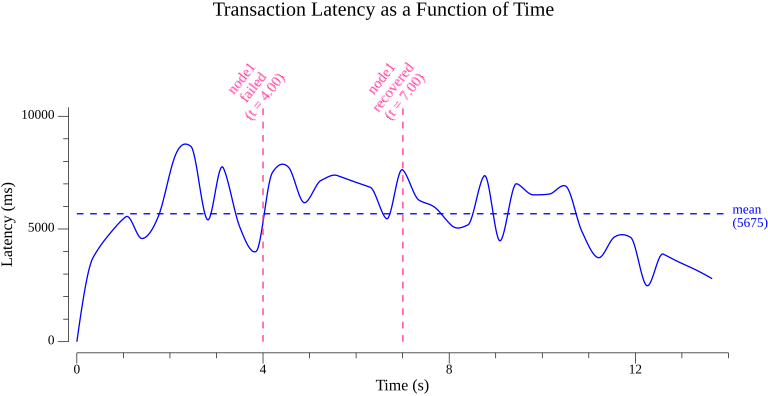 Transaction Latency as a Function of Time
node1
failed
(t = 4.00)
node1
recovered
(t = 7.00)
10000
5000
0
Latency (ms)
mean
(5675)
0
4
8
12
Time (s)